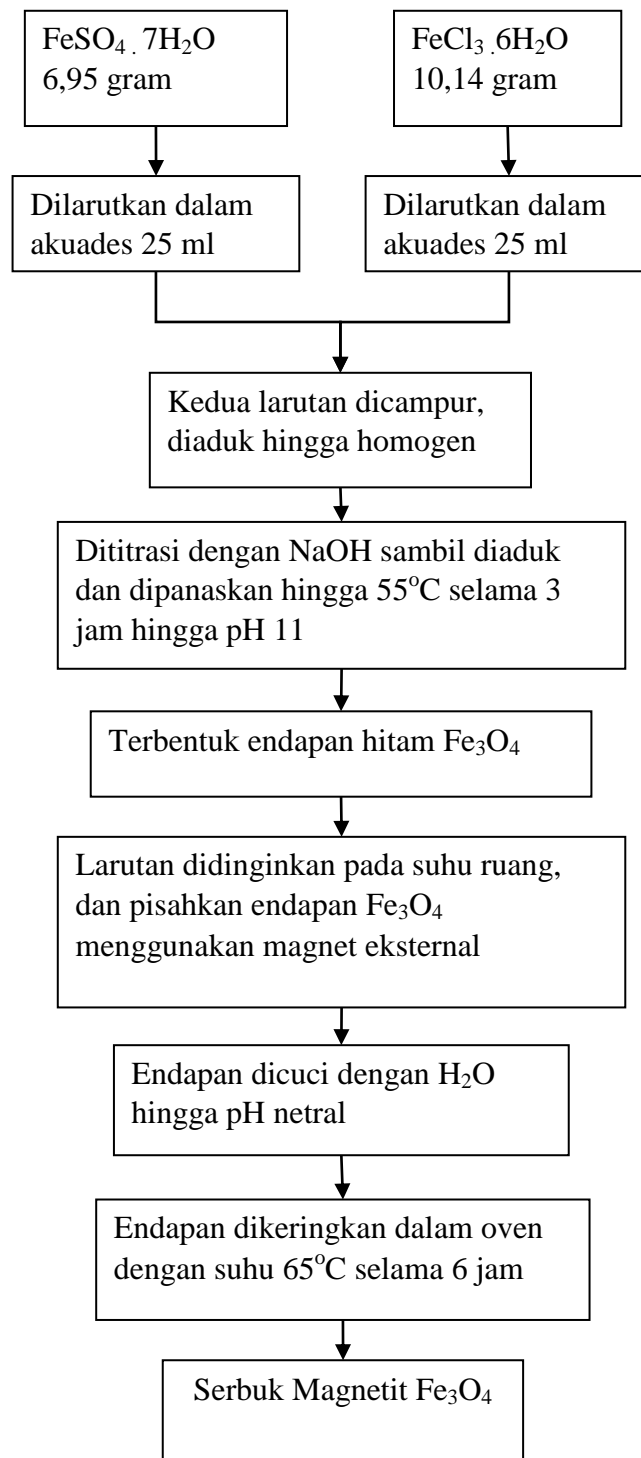 FeSO₄ . 7H₂O
6,95 gram
FeCl₃ . 6H₂O
10,14 gram
Dilarutkan dalam
akuades 25 ml
Dilarutkan dalam
akuades 25 ml
Kedua larutan dicampur,
diaduk hingga homogen
Dititrasi dengan NaOH sambil diaduk
dan dipanaskan hingga 55°C selama 3
jam hingga pH 11
Terbentuk endapan hitam Fe₃O₄
Larutan didinginkan pada suhu ruang,
dan pisahkan endapan Fe₃O₄
menggunakan magnet eksternal
Endapan dicuci dengan H₂O
hingga pH netral
Endapan dikeringkan dalam oven
dengan suhu 65°C selama 6 jam
Serbuk Magnetit Fe₃O₄